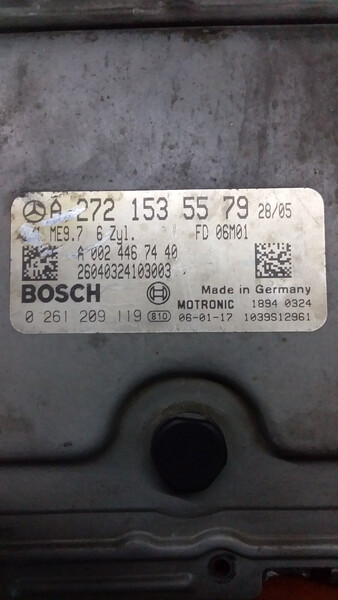 A 272 153 55 79 28/05
ME9.7 6 Zyl. FD 06M01
A 002 446 74 40
26040324103003
BOSCH Made in Germany
MOTRONIC 1894 0324
0 261 209 119 810 06-01-17 1039S12961